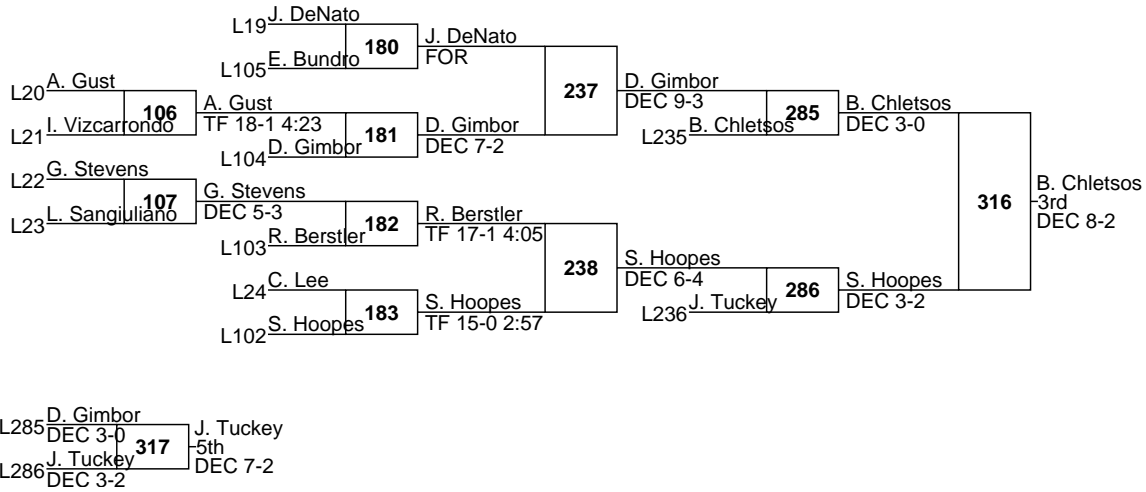 L19 J. DeNato
180
J. DeNato
FOR
L105 E. Bundro
L20 A. Gust
106
A. Gust
TF 18-1 4:23
L21 I. Vizcarrondo
181
D. Gimbor
DEC 7-2
L104 D. Gimbor
237
D. Gimbor
DEC 9-3
285
B. Chletsos
DEC 3-0
L235 B. Chletsos
L22 G. Stevens
107
G. Stevens
DEC 5-3
L23 L. Sangiuliano
182
R. Berstler
TF 17-1 4:05
L103 R. Berstler
238
S. Hoopes
DEC 6-4
L24 C. Lee
183
S. Hoopes
TF 15-0 2:57
L102 S. Hoopes
286
S. Hoopes
DEC 3-2
L236 J. Tuckey
316
B. Chletsos
3rd
DEC 8-2
L285 D. Gimbor
DEC 3-0
317
J. Tuckey
5th
DEC 7-2
L286 J. Tuckey
DEC 3-2